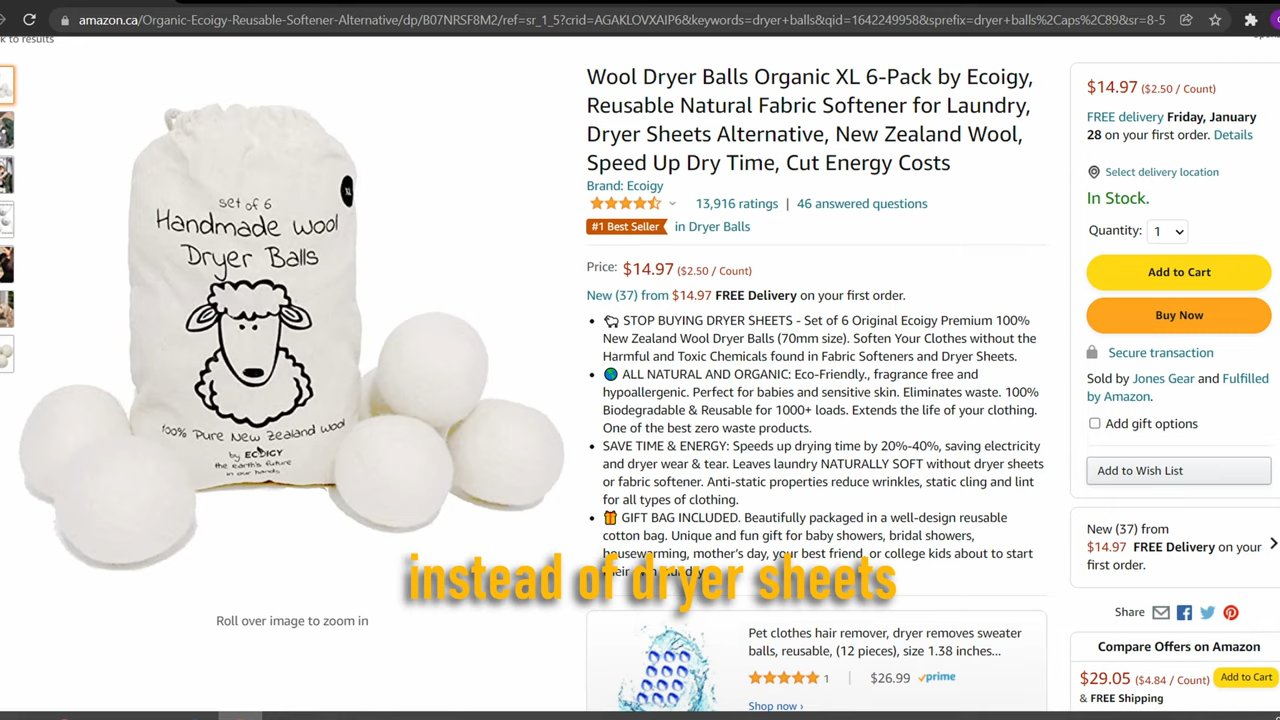 amazon.ca/Organic-Ecoigy-Reusable-Softener-Alternative/dp/B07NRSF8M2/ref=sr_1_5?crid=AGAKLOVXAIP6&keywords=dryer+balls&qid=1642249958&sprefix=dryer+balls%2Caps%2C89&sr=8-5
k to results
Wool Dryer Balls Organic XL 6-Pack by Ecoigy,
Reusable Natural Fabric Softener for Laundry,
Dryer Sheets Alternative, New Zealand Wool,
Speed Up Dry Time, Cut Energy Costs
Brand: Ecoigy
13,916 ratings | 46 answered questions
#1 Best Seller in Dryer Balls
Price: $14.97 ($2.50 / Count)
New (37) from $14.97 FREE Delivery on your first order.
• STOP BUYING DRYER SHEETS - Set of 6 Original Ecoigy Premium 100%
New Zealand Wool Dryer Balls (70mm size). Soften Your Clothes without the
Harmful and Toxic Chemicals found in Fabric Softeners and Dryer Sheets.
• ALL NATURAL AND ORGANIC: Eco-Friendly., fragrance free and
hypoallergenic. Perfect for babies and sensitive skin. Eliminates waste. 100%
Biodegradable & Reusable for 1000+ loads. Extends the life of your clothing.
One of the best zero waste products.
• SAVE TIME & ENERGY: Speeds up drying time by 20%-40%, saving electricity
and dryer wear & tear. Leaves laundry NATURALLY SOFT without dryer sheets
or fabric softener. Anti-static properties reduce wrinkles, static cling and lint
for all types of clothing.
• GIFT BAG INCLUDED. Beautifully packaged in a well-design reusable
cotton bag. Unique and fun gift for baby showers, bridal showers,
housewarming, mother's day, your best friend, or college kids about to start
instead of dryer sheets
set of 6
Handmade wool
Dryer Balls
XL
100% Pure New Zealand wool
by ECOIGY
the earth's future
in our hands
Roll over image to zoom in
Pet clothes hair remover, dryer removes sweater
balls, reusable, (12 pieces), size 1.38 inches...
1 | $26.99 prime
Shop now ›
$14.97 ($2.50 / Count)
FREE delivery Friday, January
28 on your first order. Details
Select delivery location
In Stock.
Quantity: 1
Add to Cart
Buy Now
Secure transaction
Sold by Jones Gear and Fulfilled
by Amazon.
Add gift options
Add to Wish List
New (37) from
$14.97 FREE Delivery on your
first order.
Share
Compare Offers on Amazon
$29.05 ($4.84 / Count) Add to Cart
& FREE Shipping